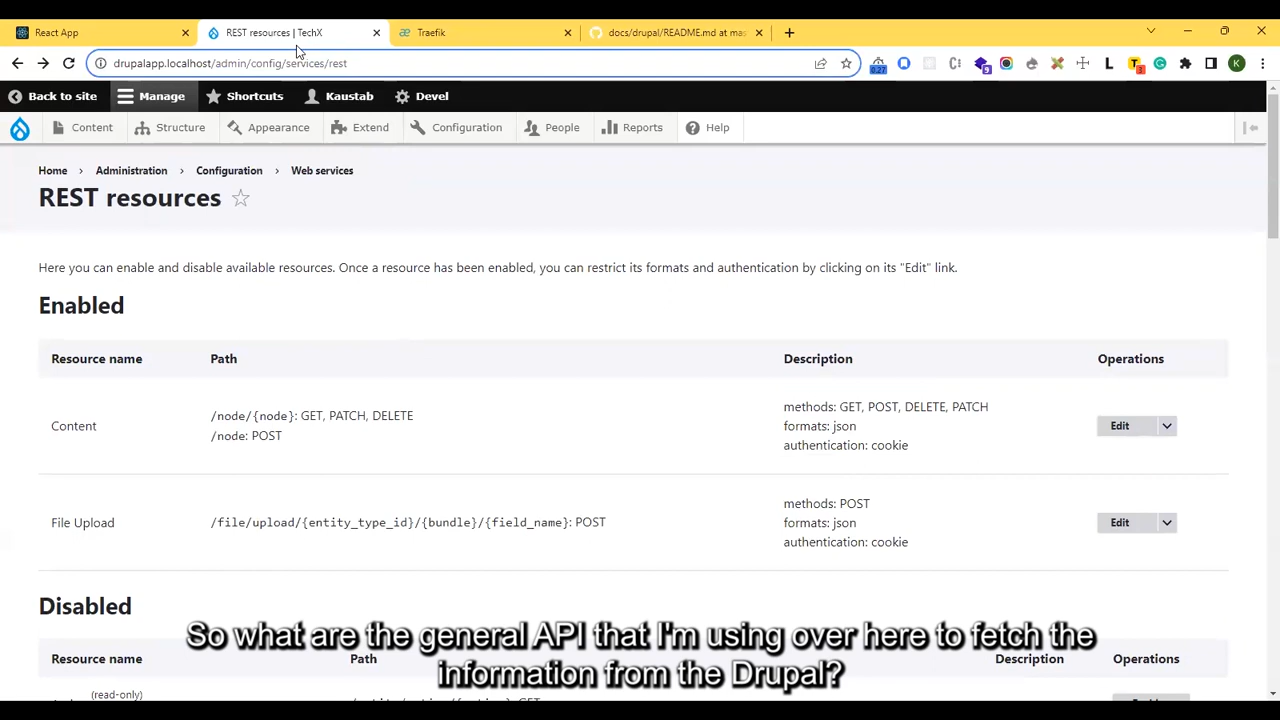 React App
REST resources | TechX
Traefik
docs/drupal/README.md at mas
drupalapp.localhost/admin/config/services/rest
0.27
L
T
3
K
Back to site
Manage
Shortcuts
Kaustab
Devel
Content
Structure
Appearance
Extend
Configuration
People
Reports
Help
Home
Administration
Configuration
Web services
REST resources
Here you can enable and disable available resources. Once a resource has been enabled, you can restrict its formats and authentication by clicking on its "Edit" link.
Enabled
Resource name Path Description Operations
Content
/node/{node}: GET, PATCH, DELETE
/node: POST
methods: GET, POST, DELETE, PATCH
formats: json
authentication: cookie
Edit
File Upload
/file/upload/{entity_type_id}/{bundle}/{field_name}: POST
methods: POST
formats: json
authentication: cookie
Edit
Disabled
So what are the general API that I'm using over here to fetch the
information from the Drupal?
Resource name Description Operations
(read-only)